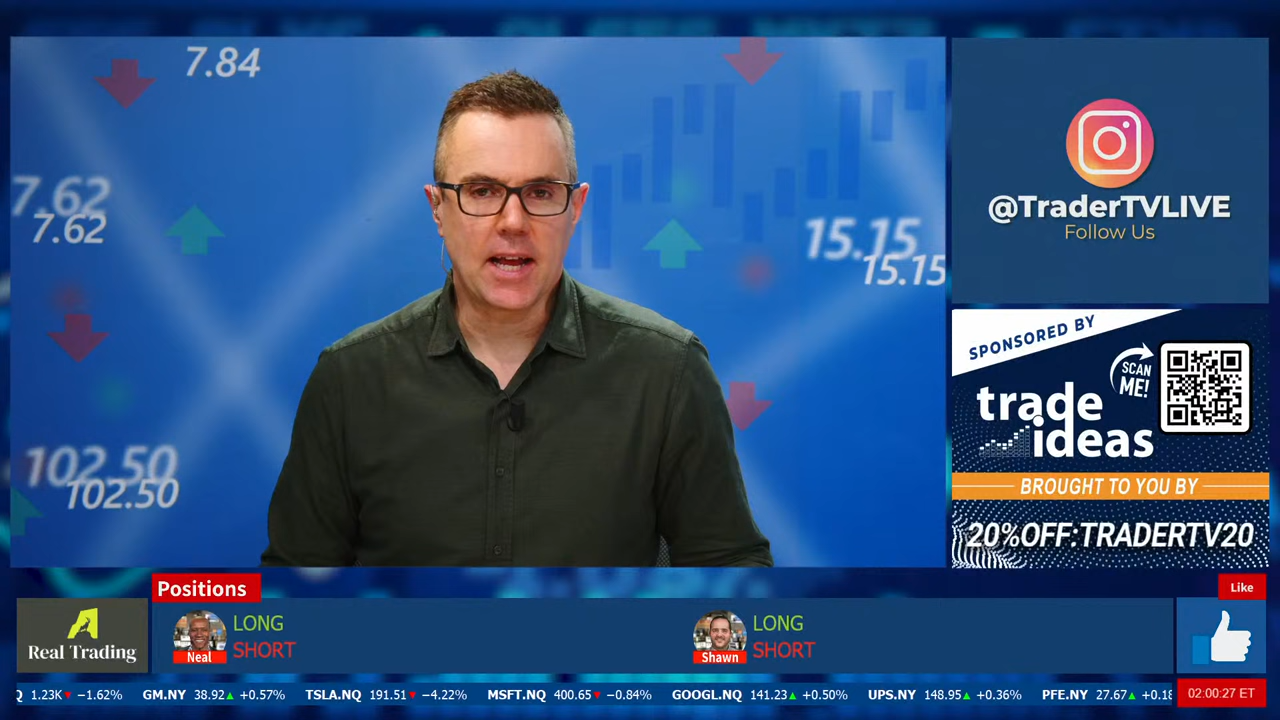 7.84
7.62
7.62
15.15
15.15
102.50
102.50
@TraderTVLIVE
Follow Us
SPONSORED BY
SCAN
ME!
trade
ideas
BROUGHT TO YOU BY
20%OFF:TRADERTV20
Positions
Like
Real Trading
Neal
LONG
SHORT
Shawn
LONG
SHORT
Q 1.23K▼ −1.62% GM.NY 38.92▲ +0.57% TSLA.NQ 191.51▼ −4.22% MSFT.NQ 400.65▼ −0.84% GOOGL.NQ 141.23▲ +0.50% UPS.NY 148.95▲ +0.36% PFE.NY 27.67▲ +0.18
02:00:27 ET